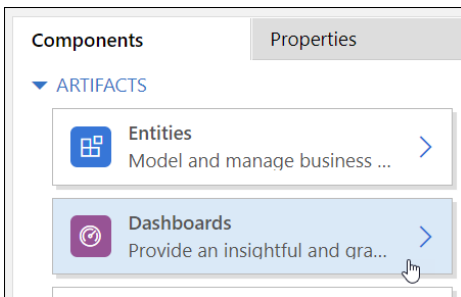 Components
Properties
ARTIFACTS
Entities
Model and manage business ...
Dashboards
Provide an insightful and gra...